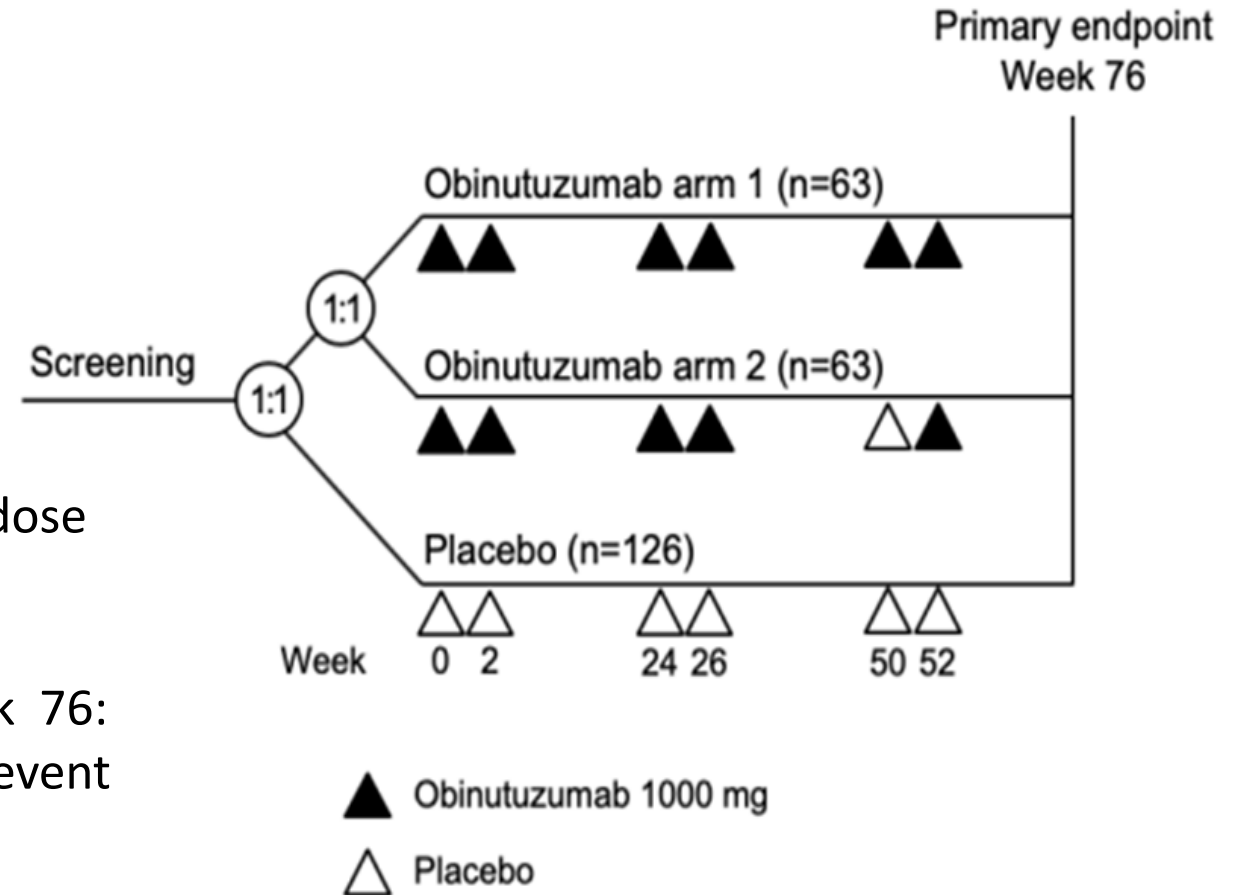 Primary endpoint
Week 76
Obinutuzumab arm 1 (n=63)
1:1
Screening
Obinutuzumab arm 2 (n=63)
1:1
dose
Placebo (n=126)
Week 0 2 24 26 50 52
76:
event
Obinutuzumab 1000 mg
Placebo